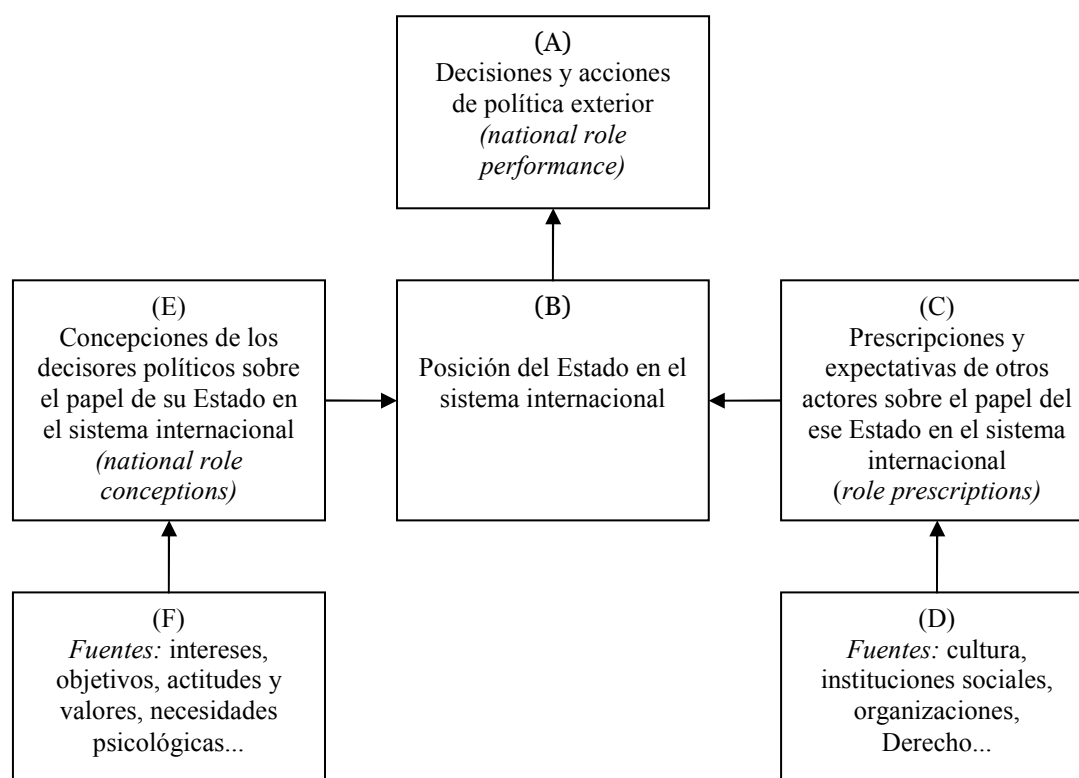 (A)
Decisiones y acciones
de política exterior
(national role
performance)
(E)
Concepciones de los
decisores políticos sobre
el papel de su Estado en
el sistema internacional
(national role
conceptions)
(B)
Posición del Estado en el
sistema internacional
(C)
Prescripciones y
expectativas de otros
actores sobre el papel del
ese Estado en el sistema
internacional
(role prescriptions)
(F)
Fuentes: intereses,
objetivos, actitudes y
valores, necesidades
psicológicas...
(D)
Fuentes: cultura,
instituciones sociales,
organizaciones,
Derecho...